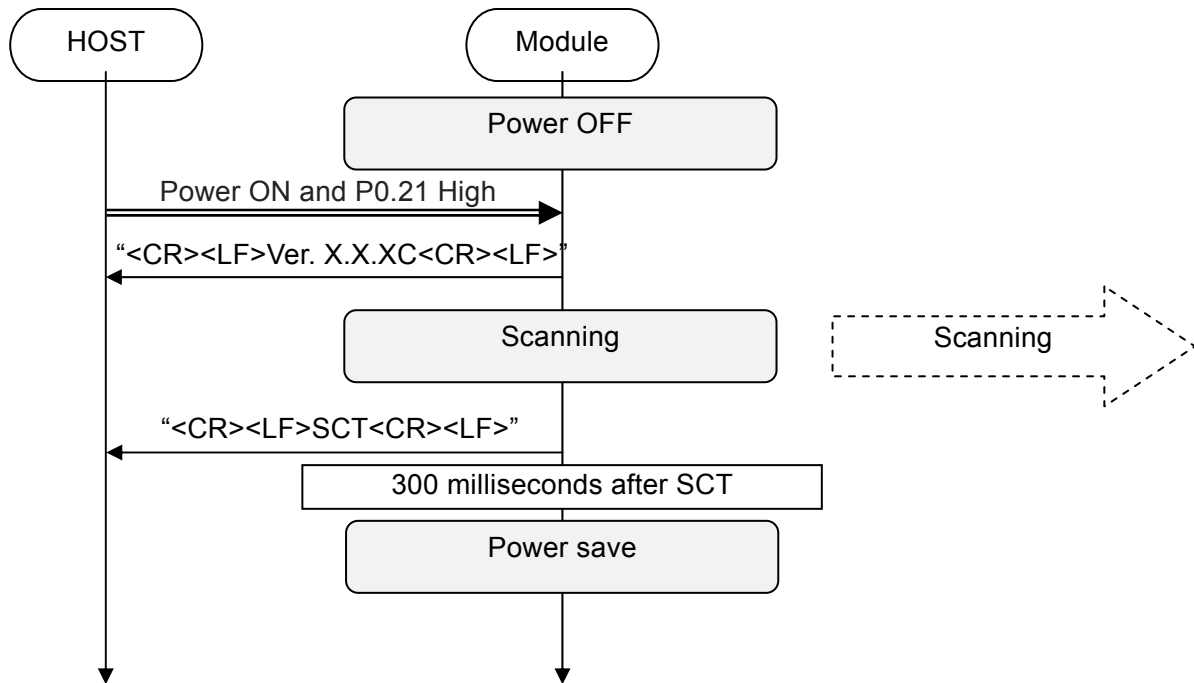 HOST
Module
Power OFF
Power ON and P0.21 High
“<CR><LF>Ver. X.X.XC<CR><LF>”
Scanning
Scanning
“<CR><LF>SCT<CR><LF>”
300 milliseconds after SCT
Power save